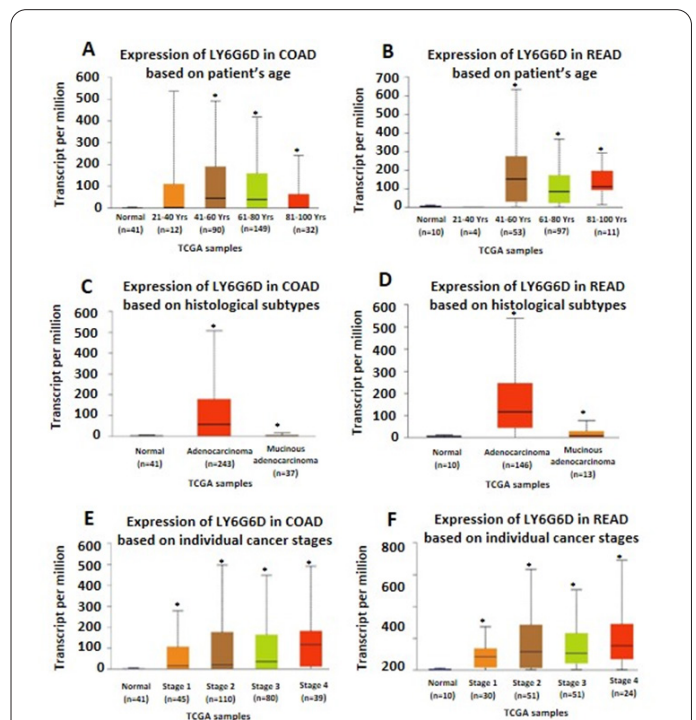 A
Expression of LY6G6D in COAD
based on patient's age
Transcript per million
600
500
400
300
200
100
0
Normal 21-40 Yrs 41-60 Yrs 61-80 Yrs 81-100 Yrs
(n=41) (n=12) (n=90) (n=149) (n=32)
TCGA samples
B
Expression of LY6G6D in READ
based on patient's age
Transcript per million
700
600
500
400
300
200
100
0
Normal 21-40 Yrs 41-60 Yrs 61-80 Yrs 81-100 Yrs
(n=10) (n=4) (n=53) (n=97) (n=11)
TCGA samples
C
Expression of LY6G6D in COAD
based on histological subtypes
Transcript per million
600
500
400
300
200
100
0
Normal Adenocarcinoma Mucinous
adenocarcinoma
(n=41) (n=243) (n=37)
TCGA samples
D
Expression of LY6G6D in READ
based on histological subtypes
Transcript per million
600
500
400
300
200
100
0
Normal Adenocarcinoma Mucinous
adenocarcinoma
(n=10) (n=146) (n=13)
TCGA samples
E
Expression of LY6G6D in COAD
based on individual cancer stages
Transcript per million
600
500
400
300
200
100
0
Normal Stage 1 Stage 2 Stage 3 Stage 4
(n=41) (n=45) (n=110) (n=80) (n=39)
TCGA samples
F
Expression of LY6G6D in READ
based on individual cancer stages
Transcript per million
800
600
400
200
Normal Stage 1 Stage 2 Stage 3 Stage 4
(n=10) (n=30) (n=51) (n=51) (n=24)
TCGA samples